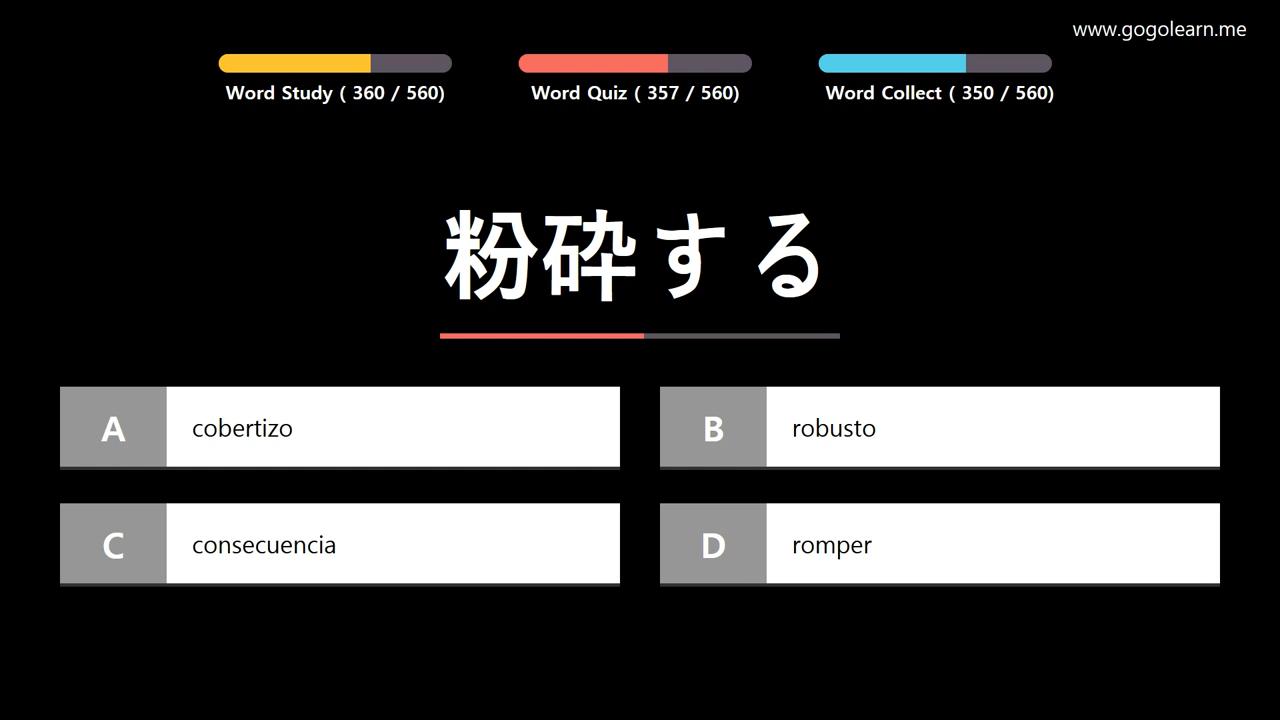 www.gogolearn.me
Word Study ( 360 / 560)
Word Quiz ( 357 / 560)
Word Collect ( 350 / 560)
粉砕する
A cobertizo
B robusto
C consecuencia
D romper